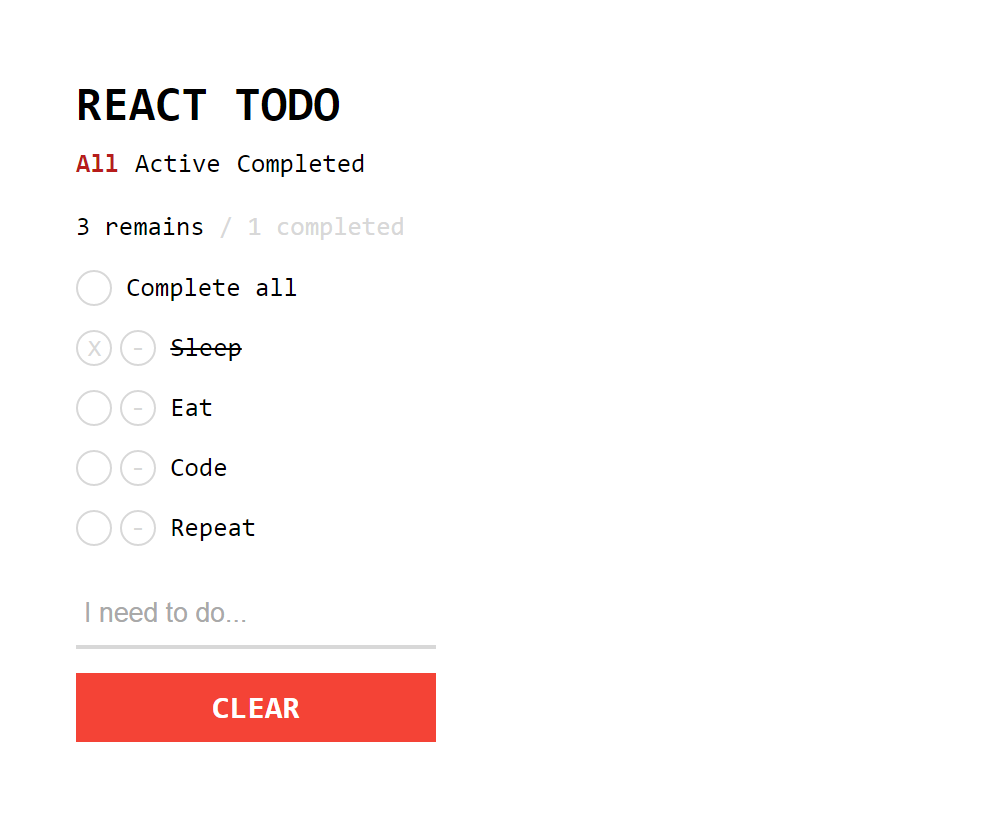 REACT TODO
All Active Completed
3 remains / 1 completed
Complete all
X - Sleep
- Eat
- Code
- Repeat
I need to do...
CLEAR